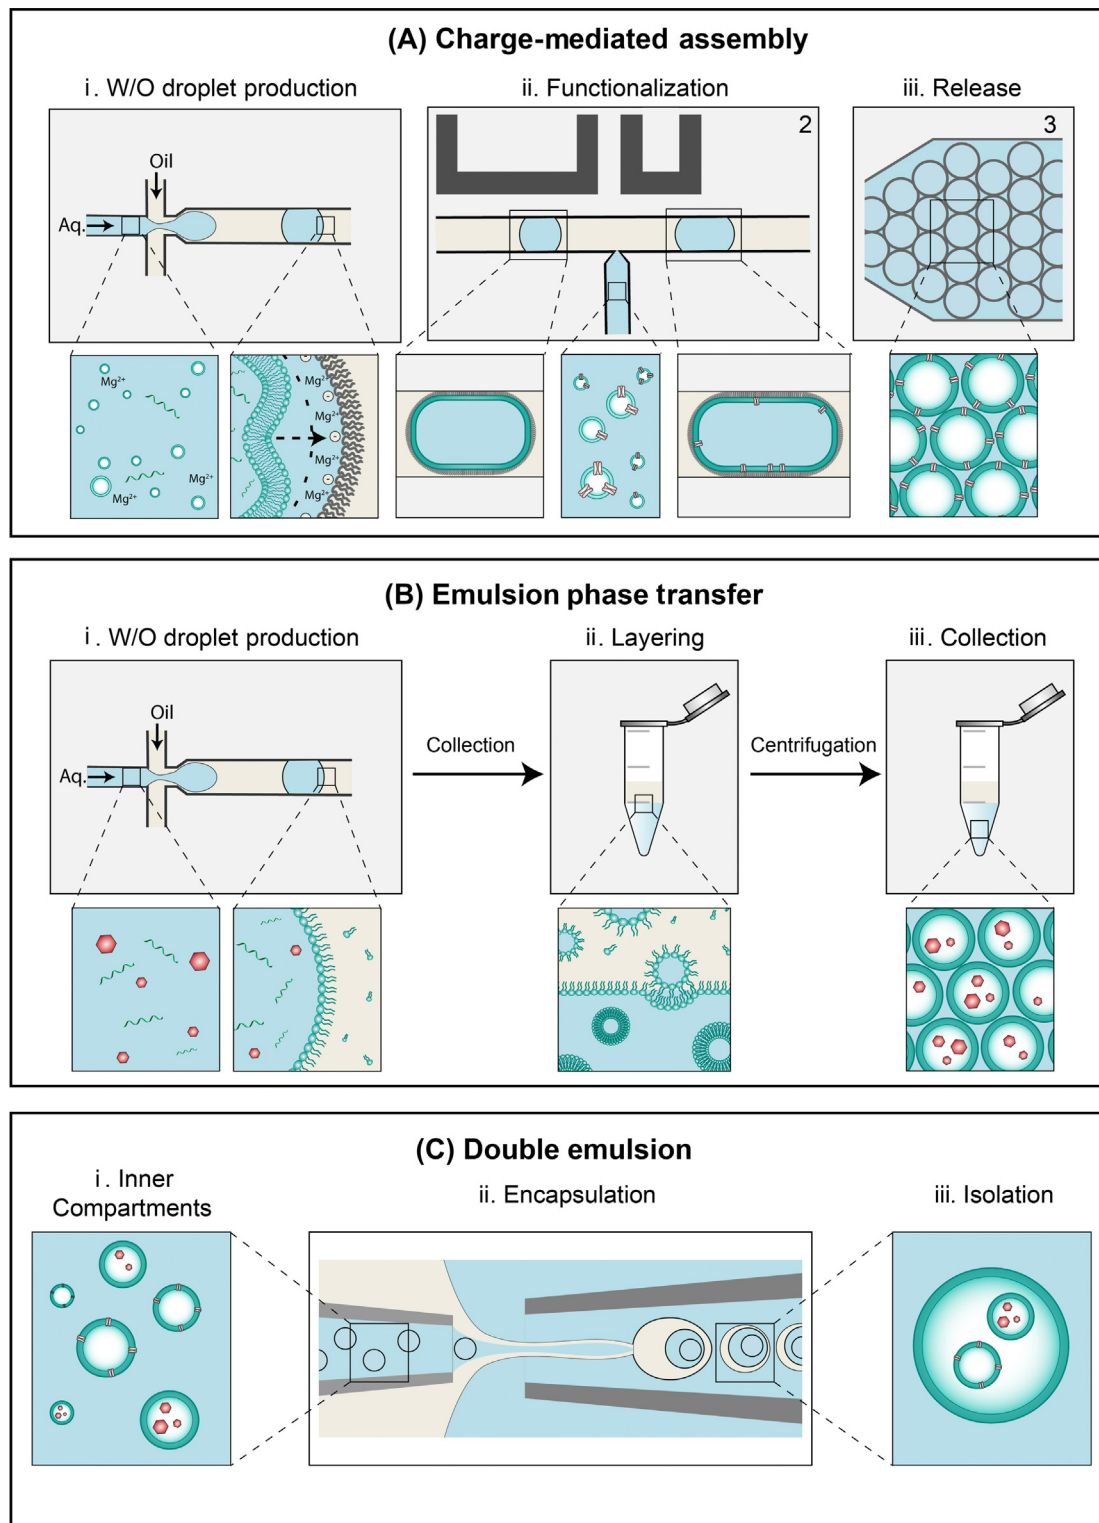 (A) Charge-mediated assembly
i. W/O droplet production
ii. Functionalization
iii. Release
Oil
Aq.
2
3
Mg²⁺
Mg²⁺
Mg²⁺
Mg²⁺
Mg²⁺
Mg²⁺
Mg²⁺
(B) Emulsion phase transfer
i. W/O droplet production
ii. Layering
iii. Collection
Oil
Aq.
Collection
Centrifugation
(C) Double emulsion
i. Inner
Compartments
ii. Encapsulation
iii. Isolation